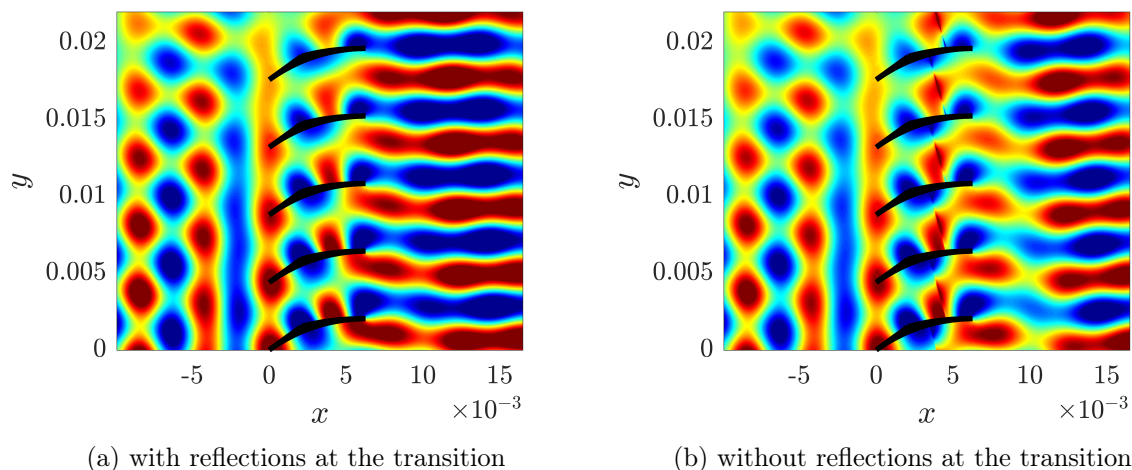 0.02
0.015
0.01
0.005
0
y
-5 0 5 10 15
×10⁻³
x
(a) with reflections at the transition
0.02
0.015
0.01
0.005
0
y
-5 0 5 10 15
×10⁻³
x
(b) without reflections at the transition